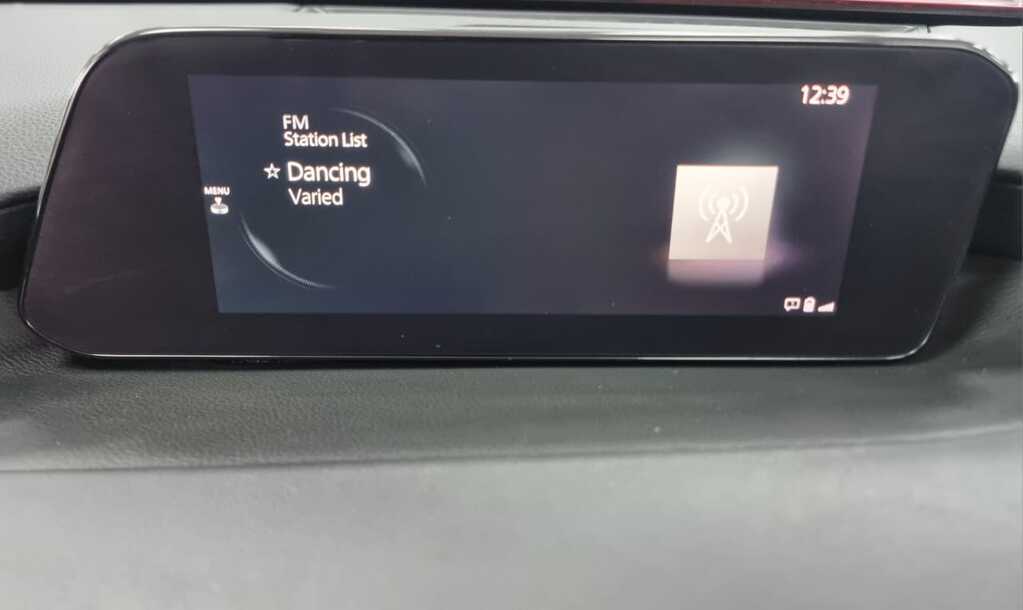 12:39
FM
Station List
☆ Dancing
Varied
MENU